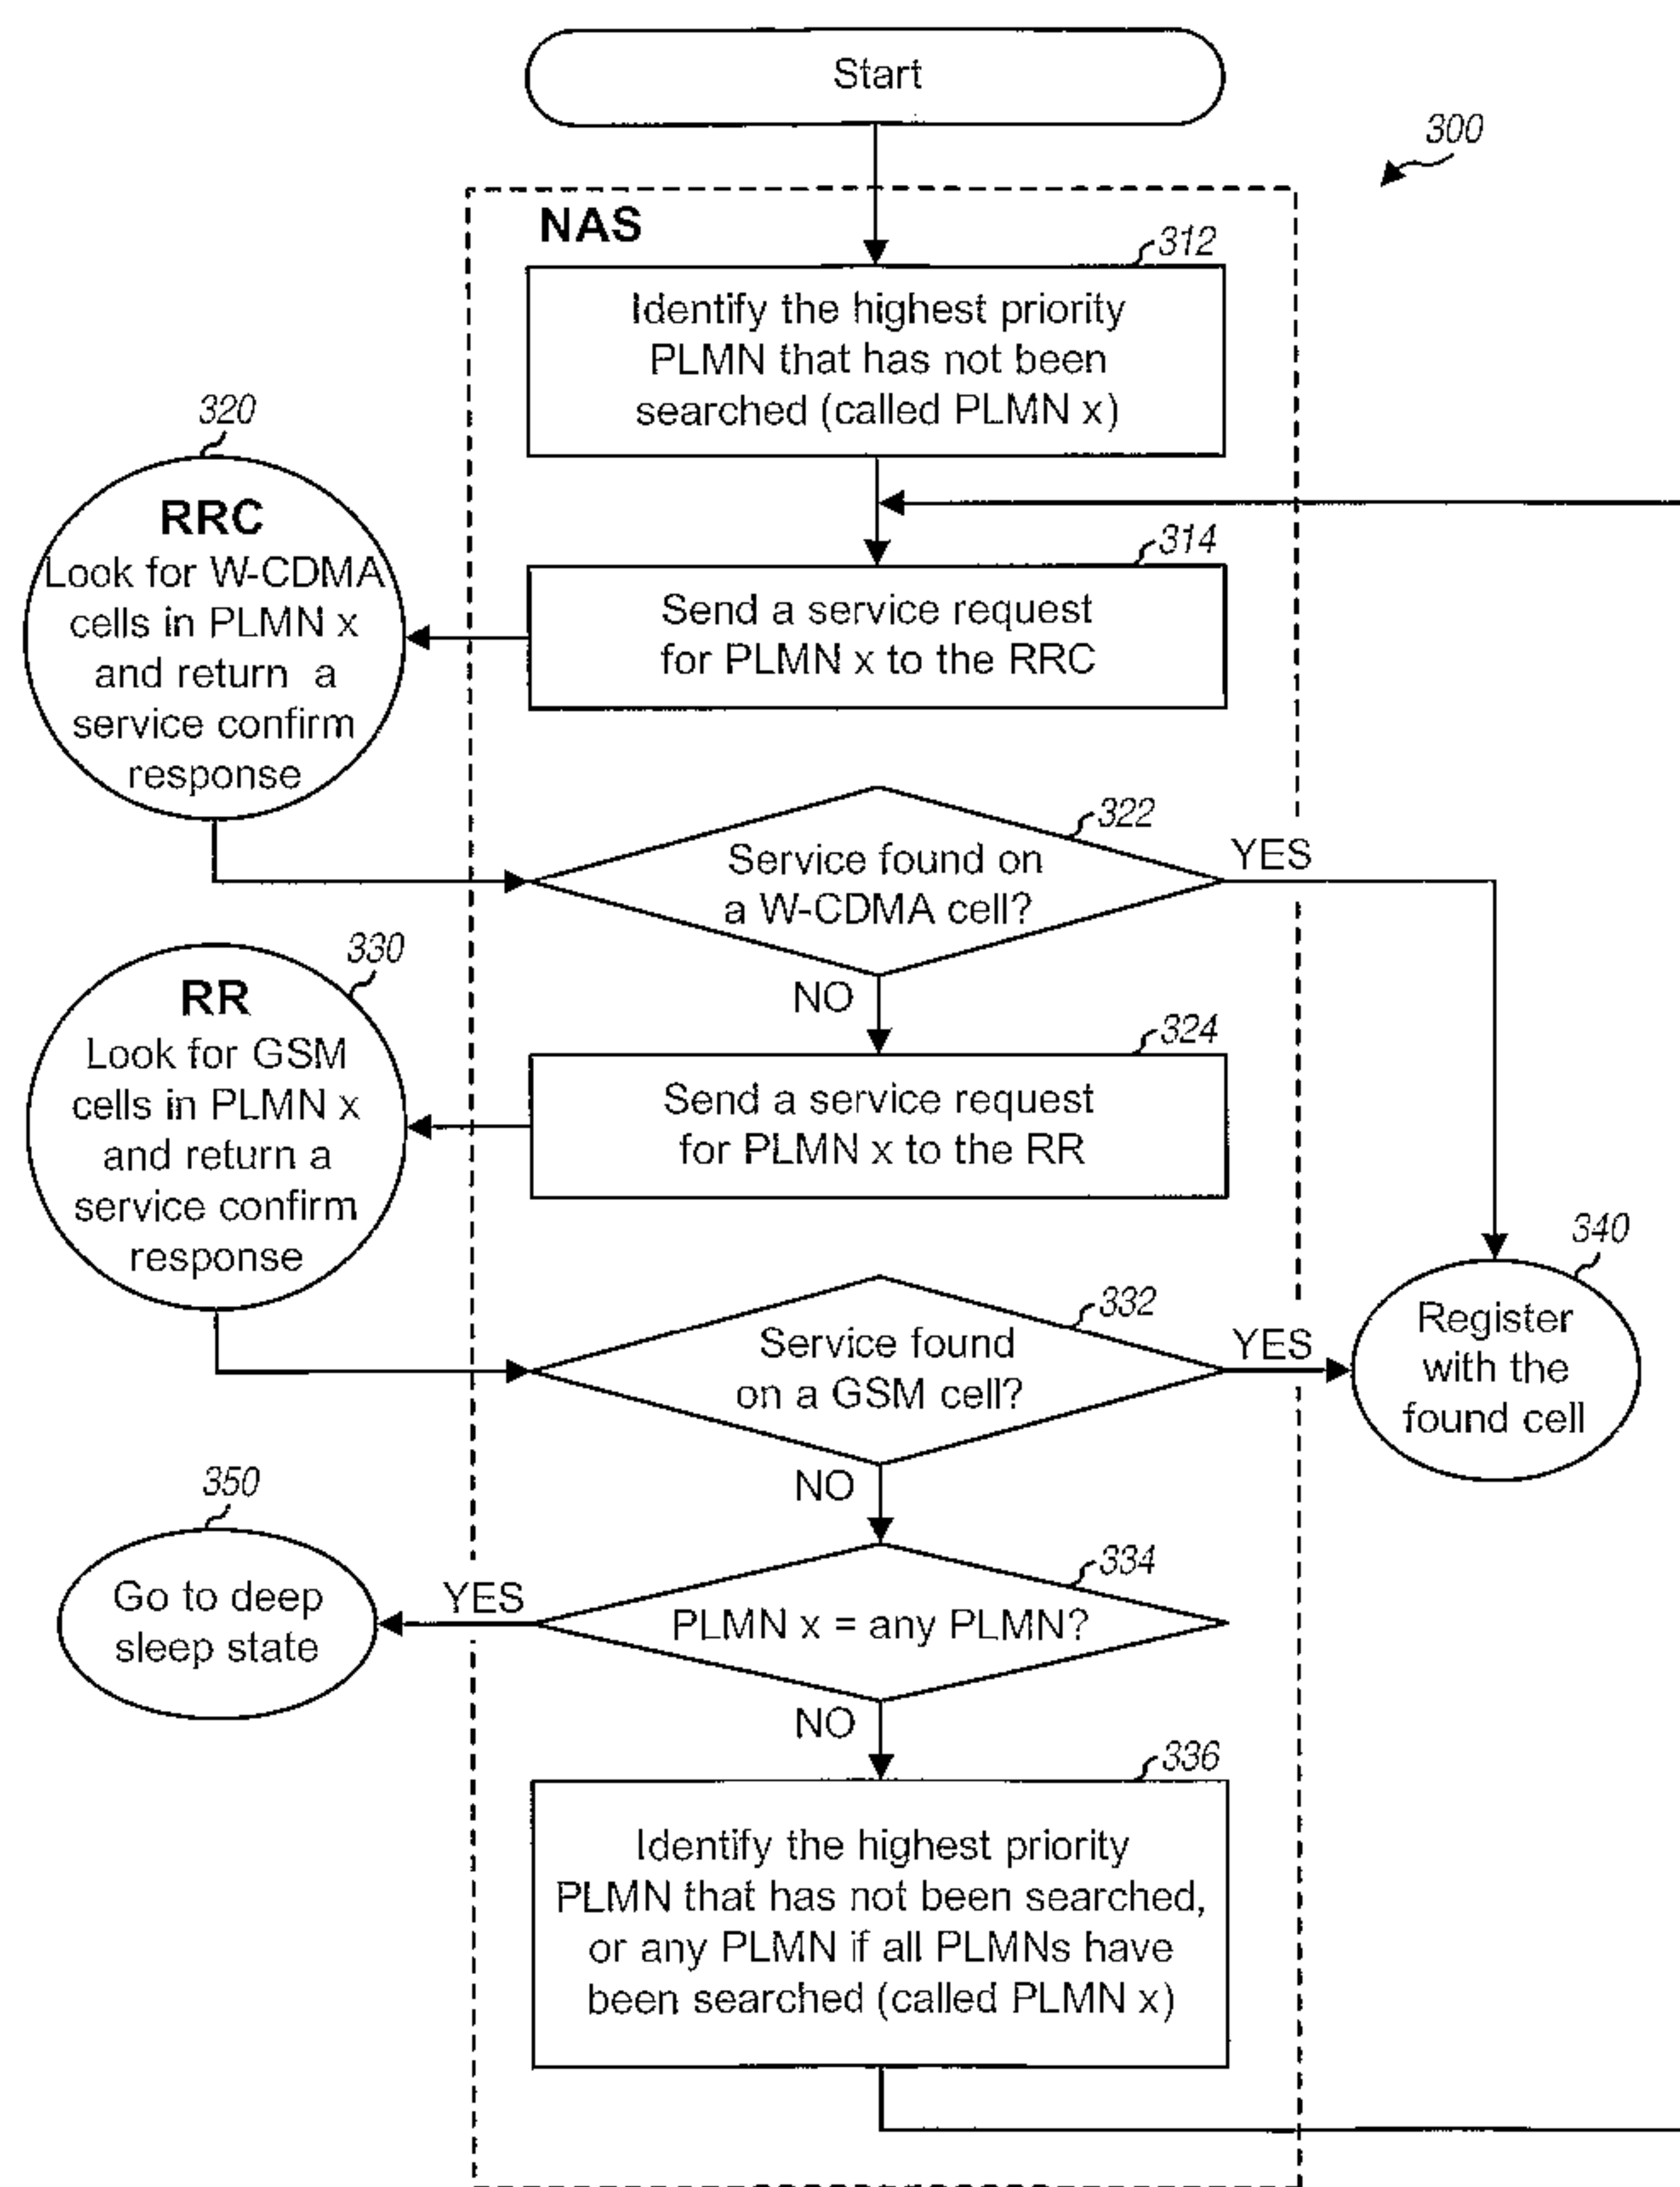 Start
300
NAS
312
Identify the highest priority
PLMN that has not been
searched (called PLMN x)
320
RRC
Look for W-CDMA
cells in PLMN x
and return a
service confirm
response
314
Send a service request
for PLMN x to the RRC
322
Service found on
a W-CDMA cell?
YES
NO
330
RR
Look for GSM
cells in PLMN x
and return a
service confirm
response
324
Send a service request
for PLMN x to the RR
332
Service found
on a GSM cell?
YES
NO
340
Register
with the
found cell
350
Go to deep
sleep state
YES
334
PLMN x = any PLMN?
NO
336
Identify the highest priority
PLMN that has not been searched,
or any PLMN if all PLMNs have
been searched (called PLMN x)